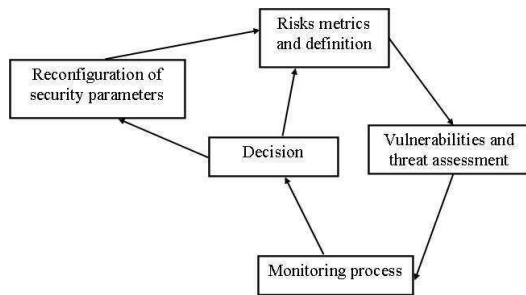 Risks metrics
and definition
Reconfiguration of
security parameters
Vulnerabilities and
threat assessment
Decision
Monitoring process